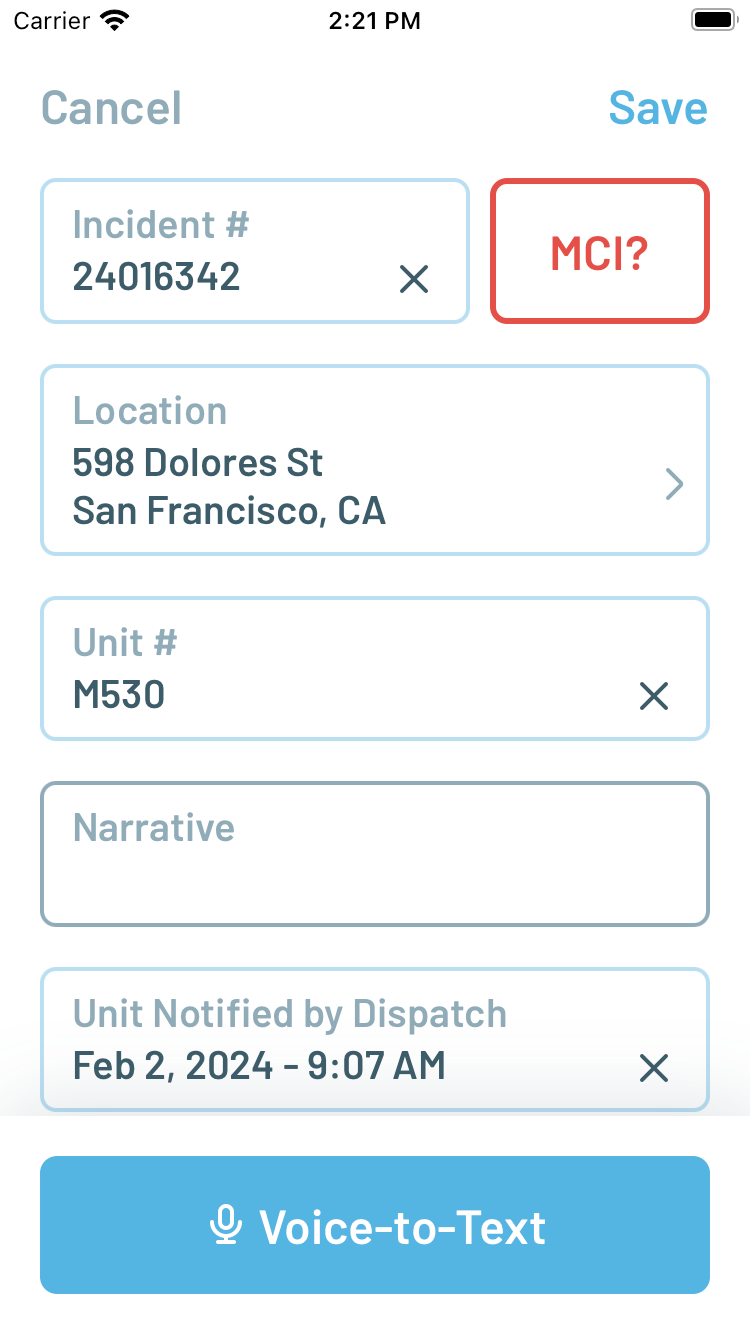 Carrier 2:21 PM
Cancel Save
Incident #
24016342
MCI?
Location
598 Dolores St
San Francisco, CA
Unit #
M530
Narrative
Unit Notified by Dispatch
Feb 2, 2024 - 9:07 AM
Voice-to-Text